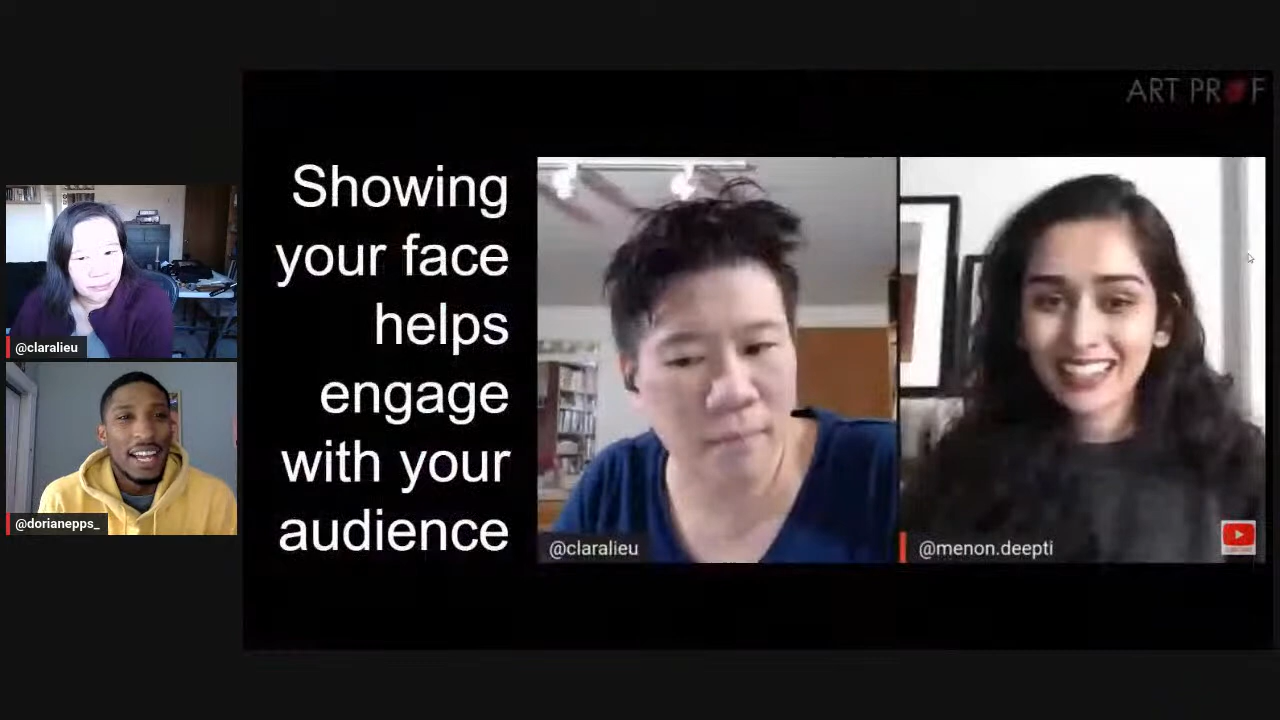 ART PROF
Showing
your face
helps
engage
with your
audience
@claralieu
@dorianepps_
@claralieu
@menon.deepti